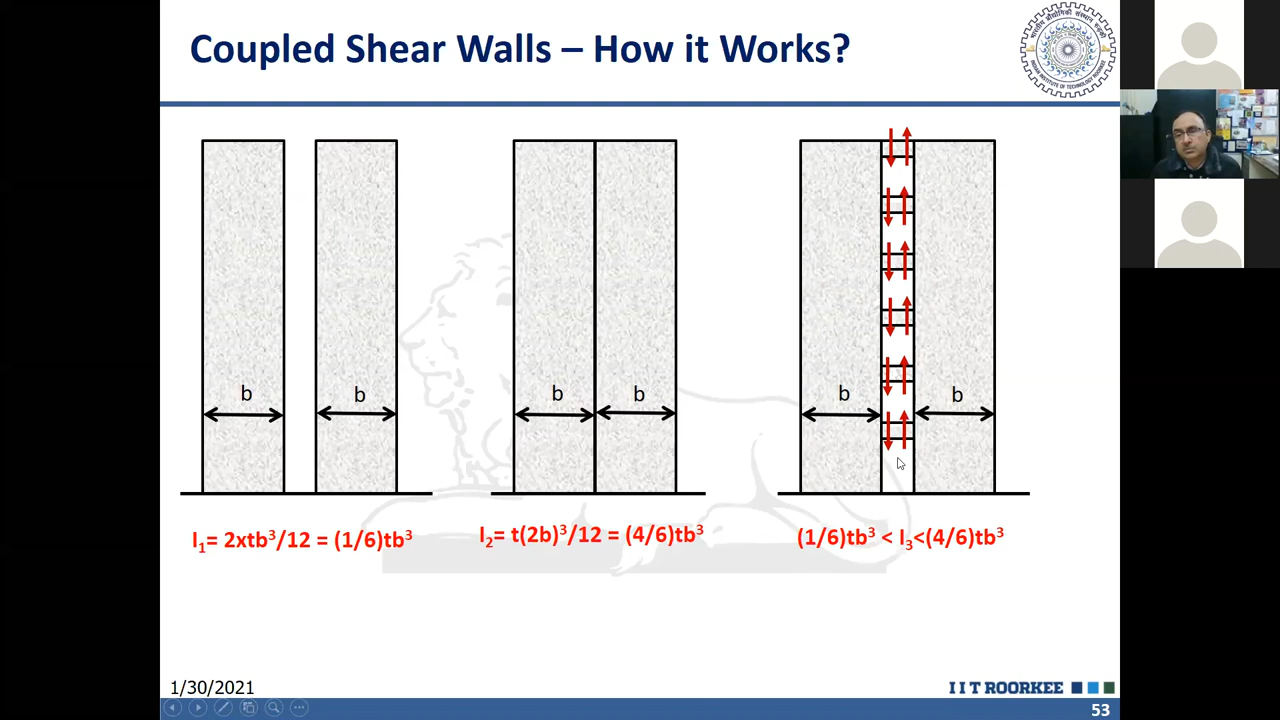 Coupled Shear Walls – How it Works?
b
b
b
b
b
b
I₁= 2xtb³/12 = (1/6)tb³
I₂= t(2b)³/12 = (4/6)tb³
(1/6)tb³ < I₃<(4/6)tb³
1/30/2021
I I T ROORKEE
53